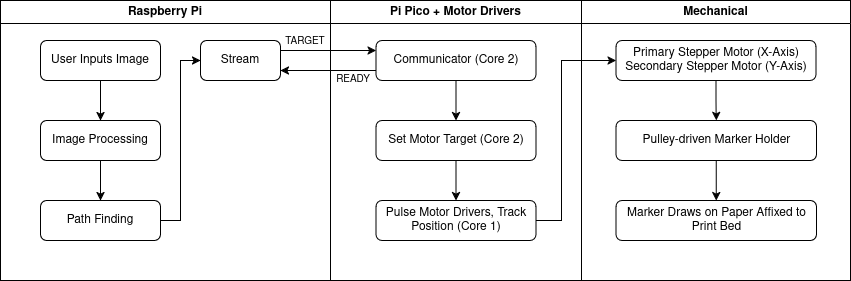 Raspberry Pi
Pi Pico + Motor Drivers
Mechanical
User Inputs Image
Image Processing
Path Finding
Stream
TARGET
READY
Communicator (Core 2)
Set Motor Target (Core 2)
Pulse Motor Drivers, Track
Position (Core 1)
Primary Stepper Motor (X-Axis)
Secondary Stepper Motor (Y-Axis)
Pulley-driven Marker Holder
Marker Draws on Paper Affixed to
Print Bed